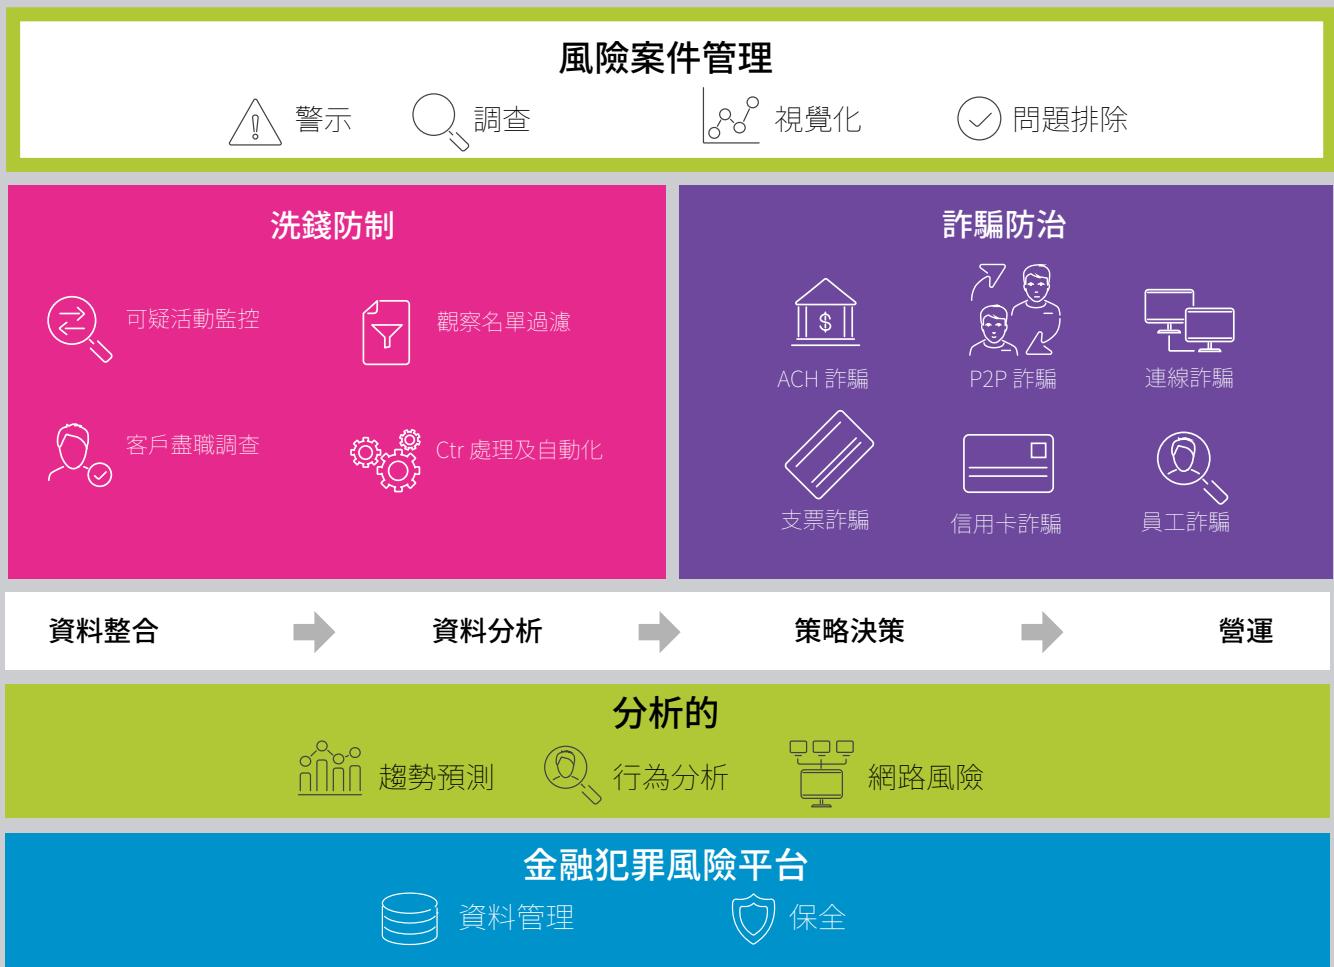 風險案件管理
警示
調查
視覺化
問題排除
洗錢防制
可疑活動監控
觀察名單過濾
客戶盡職調查
Ctr 處理及自動化
詐騙防治
$
ACH 詐騙
P2P 詐騙
連線詐騙
支票詐騙
信用卡詐騙
員工詐騙
資料整合
資料分析
策略決策
營運
分析的
趨勢預測
行為分析
網路風險
金融犯罪風險平台
資料管理
保全